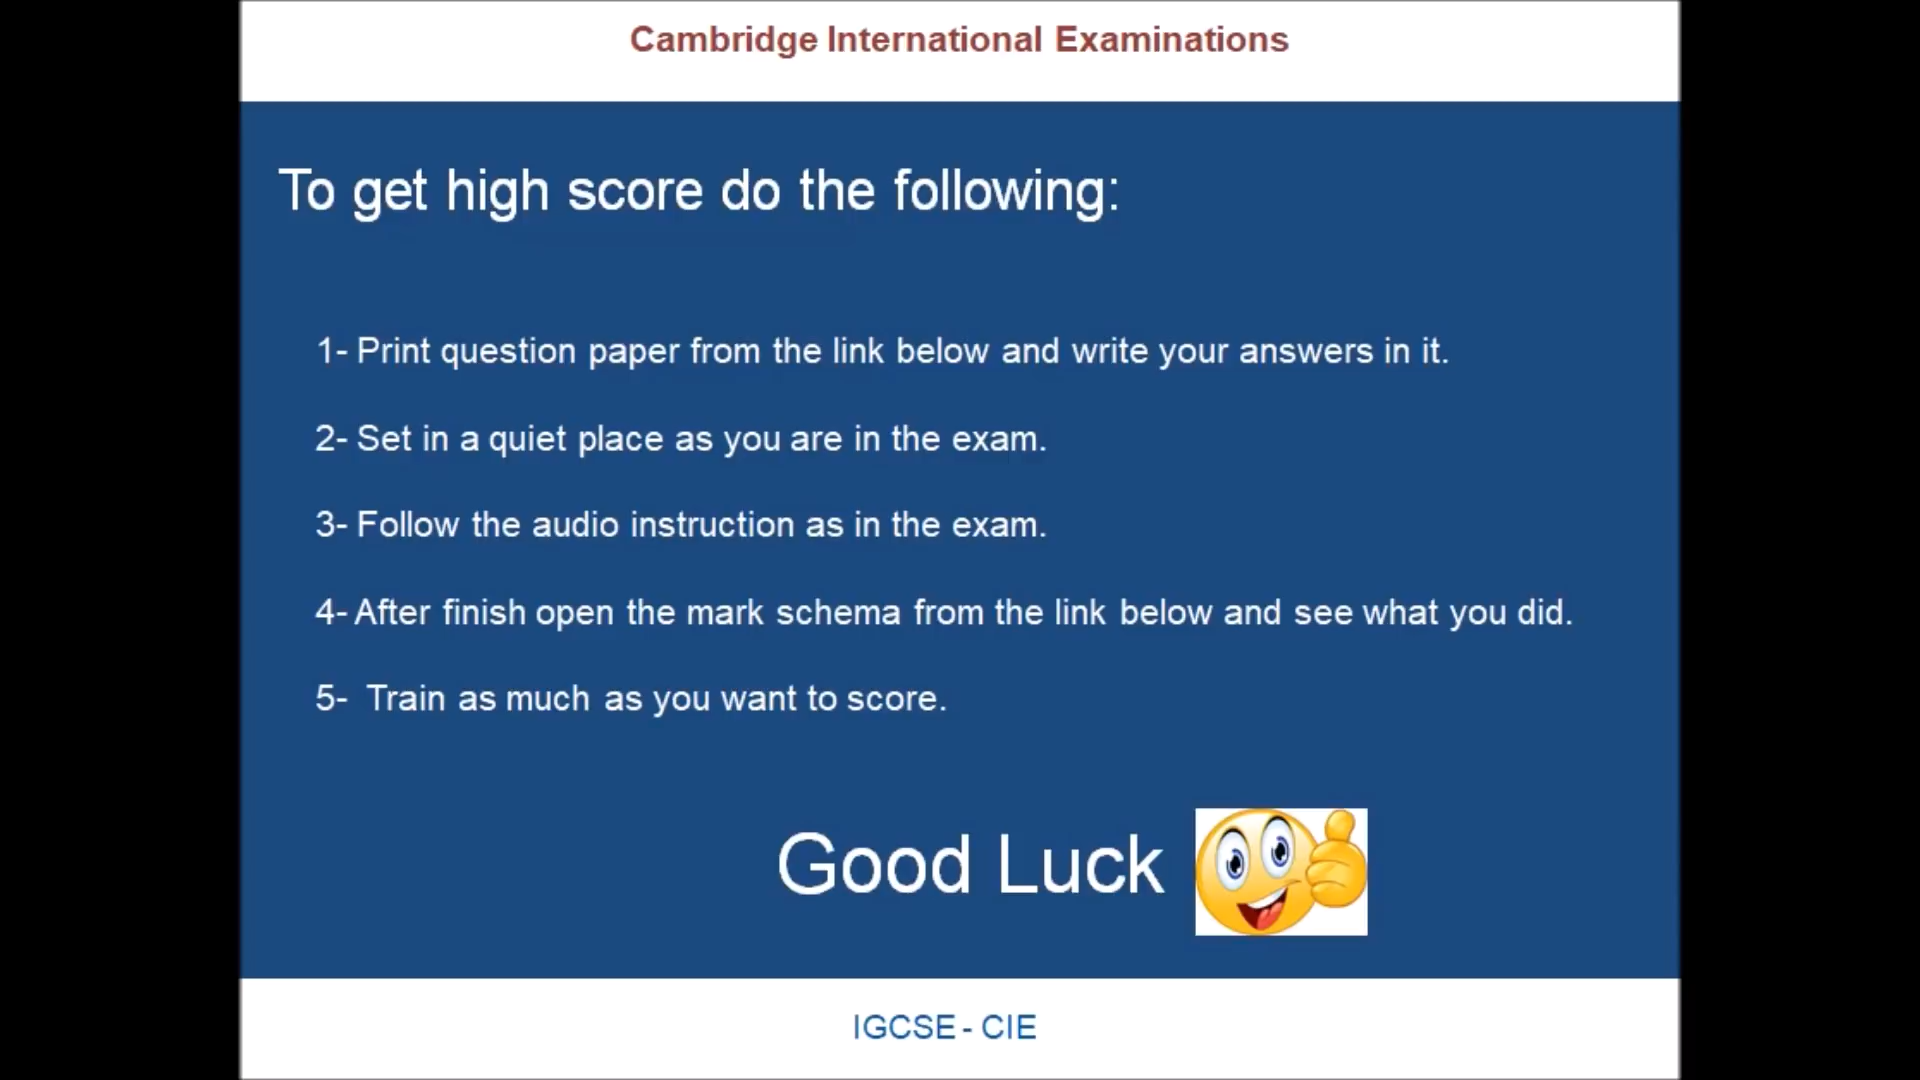 Cambridge International Examinations
To get high score do the following:
1- Print question paper from the link below and write your answers in it.
2- Set in a quiet place as you are in the exam.
3- Follow the audio instruction as in the exam.
4- After finish open the mark schema from the link below and see what you did.
5- Train as much as you want to score.
Good Luck
IGCSE - CIE